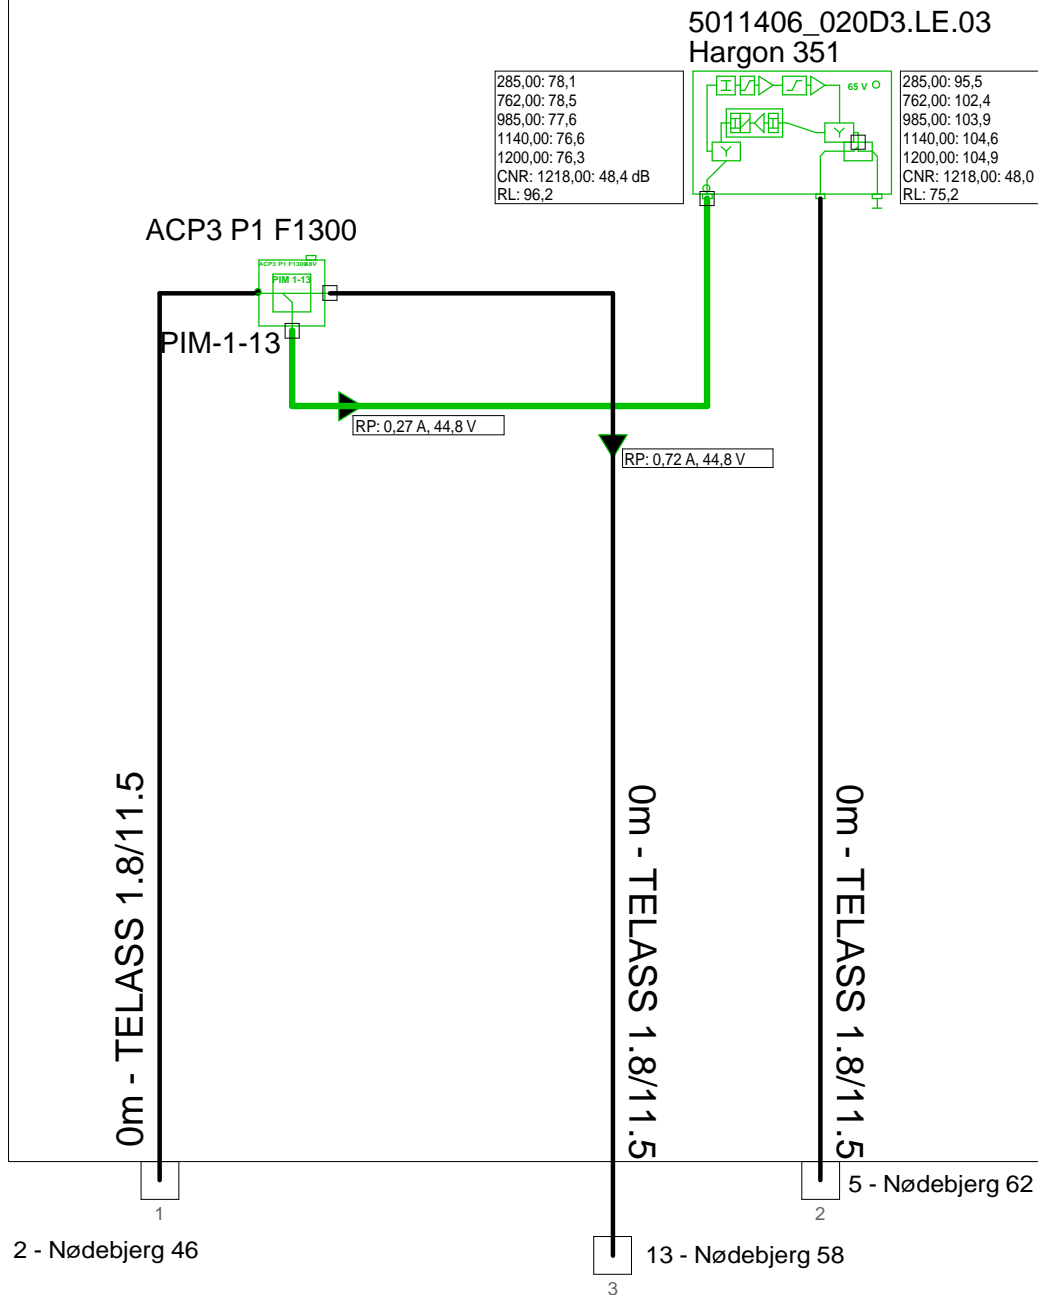 5011406_020D3.LE.03
Hargon 351
285,00: 78,1
762,00: 78,5
985,00: 77,6
1140,00: 76,6
1200,00: 76,3
CNR: 1218,00: 48,4 dB
RL: 96,2
65 V
285,00: 95,5
762,00: 102,4
985,00: 103,9
1140,00: 104,6
1200,00: 104,9
CNR: 1218,00: 48,0
RL: 75,2
ACP3 P1 F1300
ACP3 P1 F1300
PIM 1-13
PIM-1-13
RP: 0,27 A, 44,8 V
RP: 0,72 A, 44,8 V
0m - TELASS 1.8/11.5
0m - TELASS 1.8/11.5
0m - TELASS 1.8/11.5
1
2 - Nødebjerg 46
5 - Nødebjerg 62
2
13 - Nødebjerg 58
3